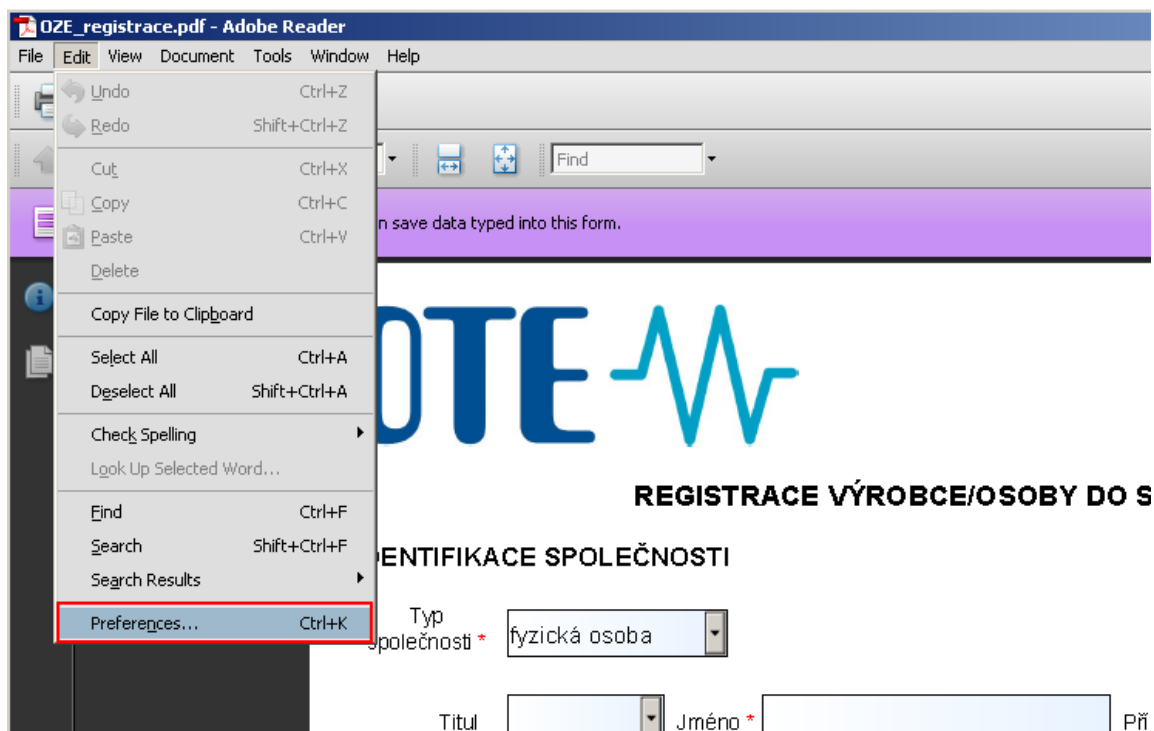 OZE_registrace.pdf - Adobe Reader
File Edit View Document Tools Window Help
Undo Ctrl+Z
Redo Shift+Ctrl+Z
Cut Ctrl+X
Copy Ctrl+C
Paste Ctrl+V
Delete
Copy File to Clipboard
Select All Ctrl+A
Deselect All Shift+Ctrl+A
Check Spelling
Look Up Selected Word...
Find Ctrl+F
Search Shift+Ctrl+F
Search Results
Preferences... Ctrl+K
Find
n save data typed into this form.
OTE
REGISTRACE VÝROBCE/OSOBY DO S
DENTIFIKACE SPOLEČNOSTI
Typ
společnosti * fyzická osoba
Titul Jméno * Pří